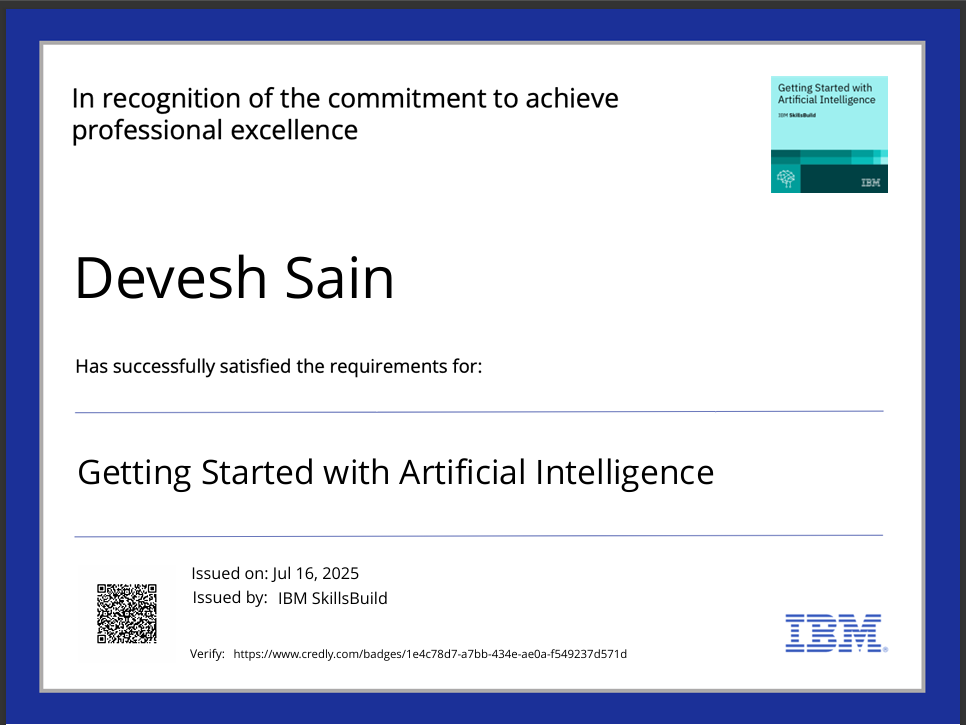 In recognition of the commitment to achieve
professional excellence
Getting Started with
Artificial Intelligence
IBM SkillsBuild
IBM
Devesh Sain
Has successfully satisfied the requirements for:
Getting Started with Artificial Intelligence
Issued on: Jul 16, 2025
Issued by: IBM SkillsBuild
Verify: https://www.credly.com/badges/1e4c78d7-a7bb-434e-ae0a-f549237d571d
IBM®